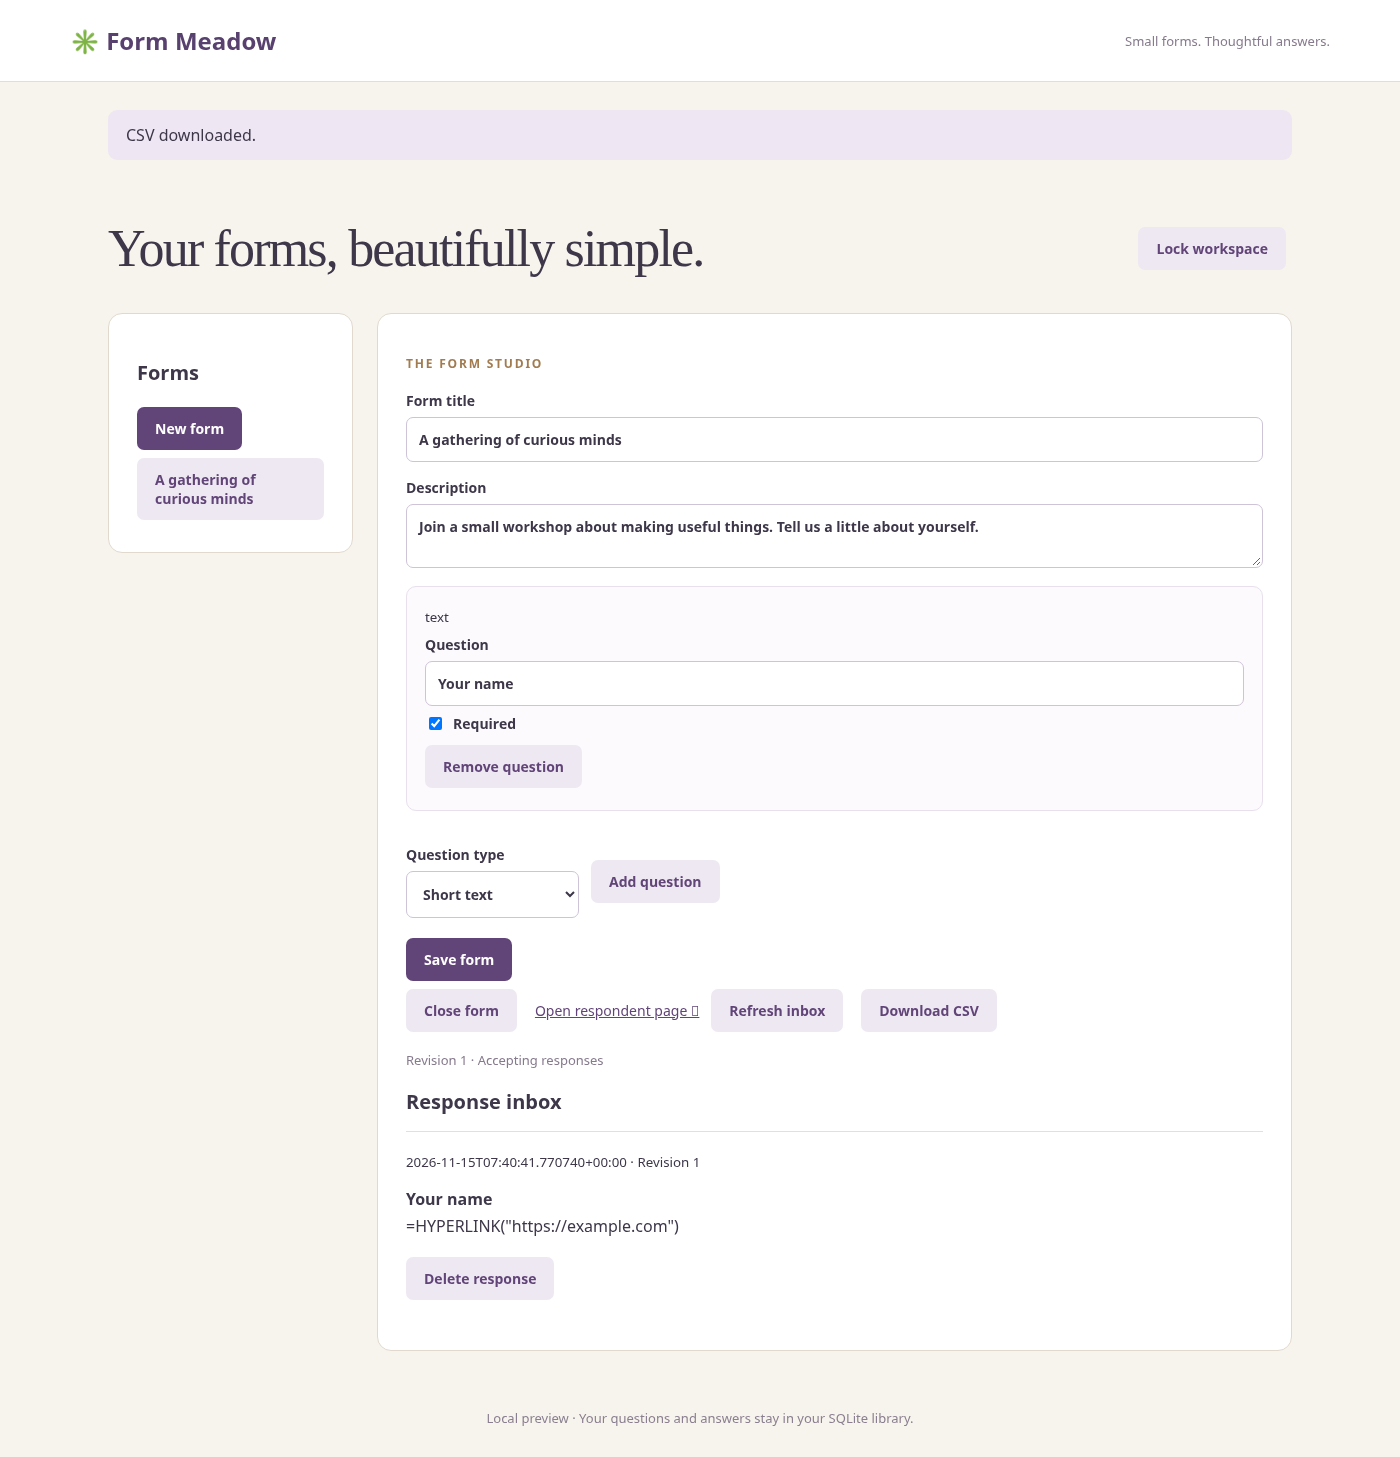 ✳ Form Meadow
Small forms. Thoughtful answers.
CSV downloaded.
Your forms, beautifully simple.
Lock workspace
Forms
New form
A gathering of
curious minds
THE FORM STUDIO
Form title
A gathering of curious minds
Description
Join a small workshop about making useful things. Tell us a little about yourself.
text
Question
Your name
Required
Remove question
Question type
Short text
Add question
Save form
Close form
Open respondent page
Refresh inbox
Download CSV
Revision 1 · Accepting responses
Response inbox
2026-11-15T07:40:41.770740+00:00 · Revision 1
Your name
=HYPERLINK("https://example.com")
Delete response
Local preview · Your questions and answers stay in your SQLite library.